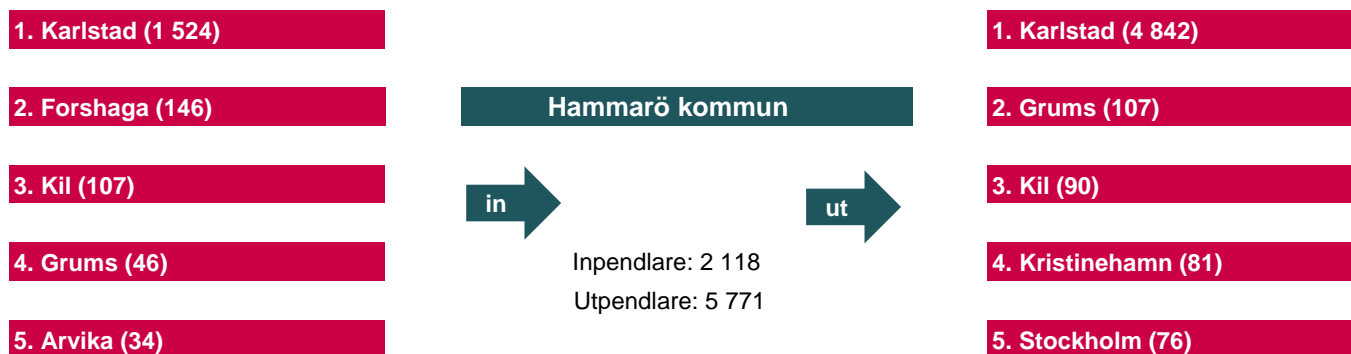 1. Karlstad (1 524)
2. Forshaga (146)
3. Kil (107)
4. Grums (46)
5. Arvika (34)
Hammarö kommun
in
ut
Inpendlare: 2 118
Utpendlare: 5 771
1. Karlstad (4 842)
2. Grums (107)
3. Kil (90)
4. Kristinehamn (81)
5. Stockholm (76)